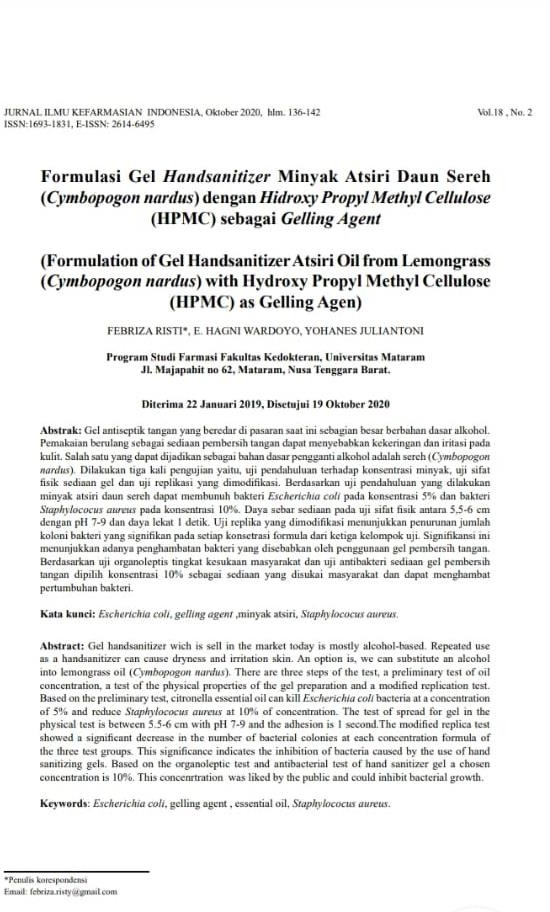 JURNAL ILMU KEFARMASIAN INDONESIA, Oktober 2020, hlm. 136-142
ISSN:1693-1831, E-ISSN: 2614-6495
Vol.18 , No. 2
Formulasi Gel Handsanitizer Minyak Atsiri Daun Sereh
(Cymbopogon nardus) dengan Hidroxy Propyl Methyl Cellulose
(HPMC) sebagai Gelling Agent
(Formulation of Gel Handsanitizer Atsiri Oil from Lemongrass
(Cymbopogon nardus) with Hydroxy Propyl Methyl Cellulose
(HPMC) as Gelling Agen)
FEBRIZA RISTI*, E. HAGNI WARDOYO, YOHANES JULIANTONI
Program Studi Farmasi Fakultas Kedokteran, Universitas Mataram
Jl. Majapahit no 62, Mataram, Nusa Tenggara Barat.
Diterima 22 Januari 2019, Disetujui 19 Oktober 2020
Abstrak: Gel antiseptik tangan yang beredar di pasaran saat ini sebagian besar berbahan dasar alkohol.
Pemakaian berulang sebagai sediaan pembersih tangan dapat menyebabkan kekeringan dan iritasi pada
kulit. Salah satu yang dapat dijadikan sebagai bahan dasar pengganti alkohol adalah sereh (Cymbopogon
nardus). Dilakukan tiga kali pengujian yaitu, uji pendahuluan terhadap konsentrasi minyak, uji sifat
fisik sediaan gel dan uji replikasi yang dimodifikasi. Berdasarkan uji pendahuluan yang dilakukan
minyak atsiri daun sereh dapat membunuh bakteri Escherichia coli pada konsentrasi 5% dan bakteri
Staphylococus aureus pada konsentrasi 10%. Daya sebar sediaan pada uji sifat fisik antara 5,5-6 cm
dengan pH 7-9 dan daya lekat 1 detik. Uji replika yang dimodifikasi menunjukkan penurunan jumlah
koloni bakteri yang signifikan pada setiap konsetrasi formula dari ketiga kelompok uji. Signifikansi ini
menunjukkan adanya penghambatan bakteri yang disebabkan oleh penggunaan gel pembersih tangan.
Berdasarkan uji organoleptis tingkat kesukaan masyarakat dan uji antibakteri sediaan gel pembersih
tangan dipilih konsentrasi 10% sebagai sediaan yang disukai masyarakat dan dapat menghambat
pertumbuhan bakteri.
Kata kunci: Escherichia coli, gelling agent ,minyak atsiri, Staphylococus aureus.
Abstract: Gel handsanitizer wich is sell in the market today is mostly alcohol-based. Repeated use
as a handsanitizer can cause dryness and irritation skin. An option is, we can substitute an alcohol
into lemongrass oil (Cymbopogon nardus). There are three steps of the test, a preliminary test of oil
concentration, a test of the physical properties of the gel preparation and a modified replication test.
Based on the preliminary test, citronella essential oil can kill Escherichia coli bacteria at a concentration
of 5% and reduce Staphylococus aureus at 10% of concentration. The test of spread for gel in the
physical test is between 5.5-6 cm with pH 7-9 and the adhesion is 1 second.The modified replica test
showed a significant decrease in the number of bacterial colonies at each concentration formula of
the three test groups. This significance indicates the inhibition of bacteria caused by the use of hand
sanitizing gels. Based on the organoleptic test and antibacterial test of hand sanitizer gel a chosen
concentration is 10%. This concenrtration was liked by the public and could inhibit bacterial growth.
Keywords: Escherichia coli, gelling agent , essential oil, Staphylococus aureus.
*Penulis korespondensi
Email: febriza.risty@gmail.com